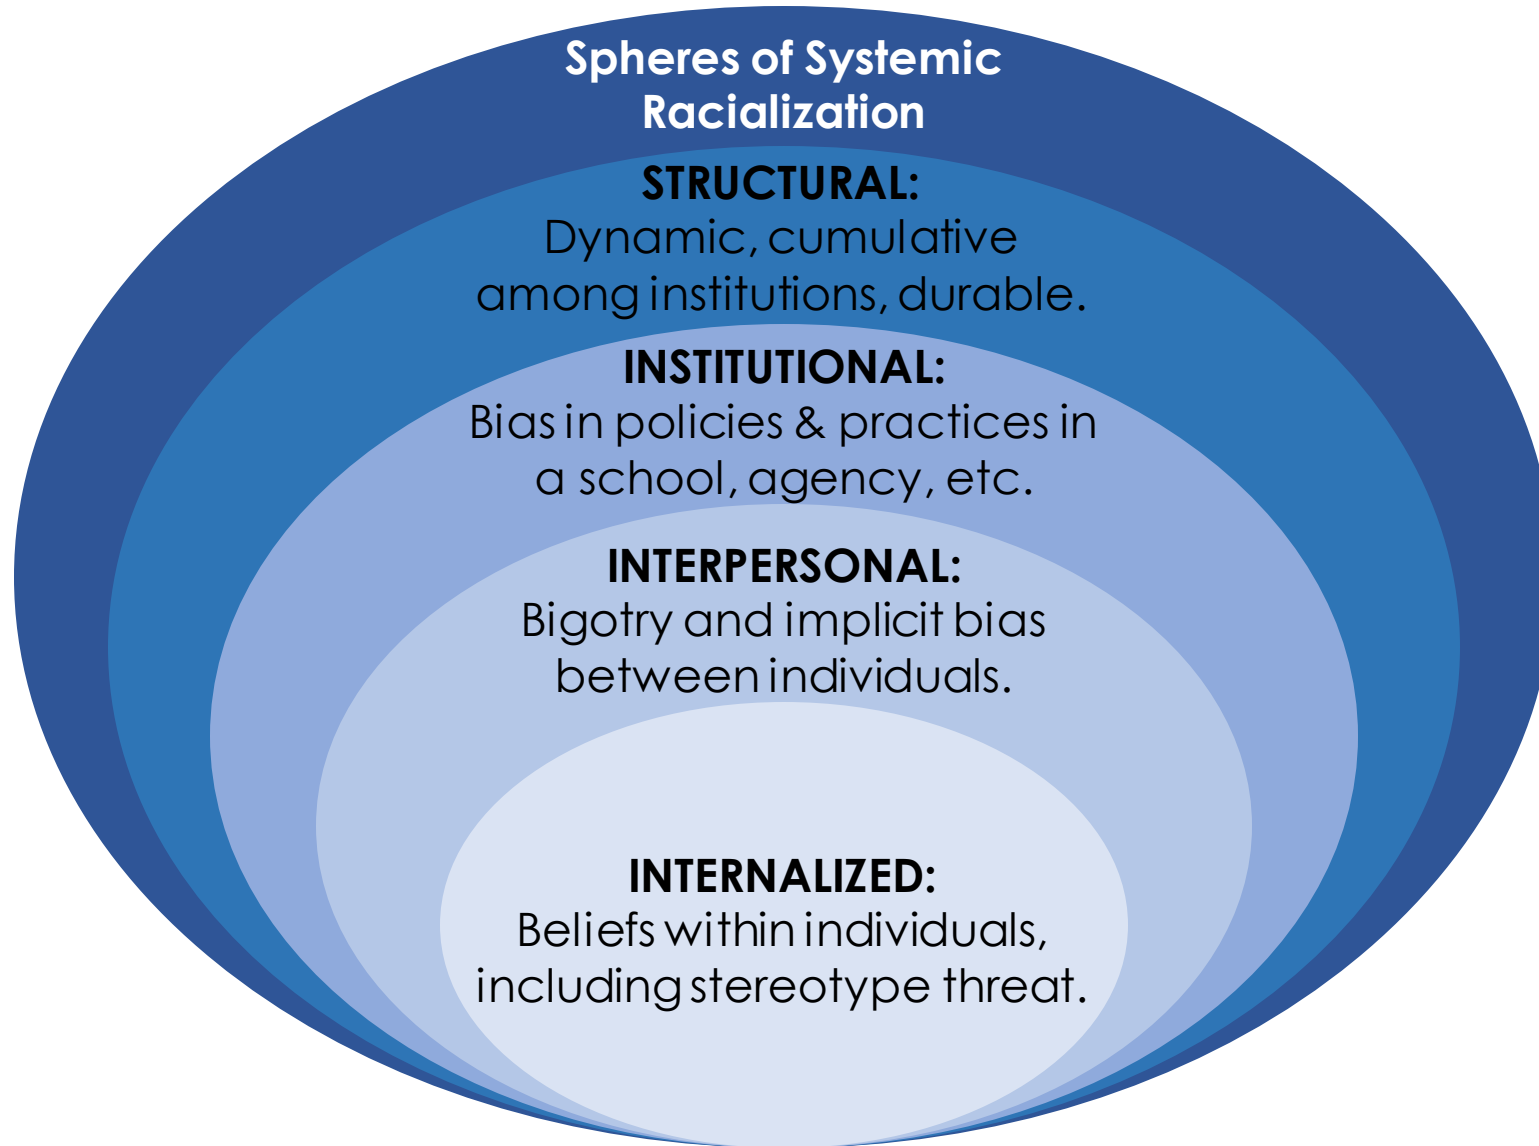 Spheres of Systemic
Racialization
STRUCTURAL:
Dynamic, cumulative
among institutions, durable.
INSTITUTIONAL:
Bias in policies & practices in
a school, agency, etc.
INTERPERSONAL:
Bigotry and implicit bias
between individuals.
INTERNALIZED:
Beliefs within individuals,
including stereotype threat.